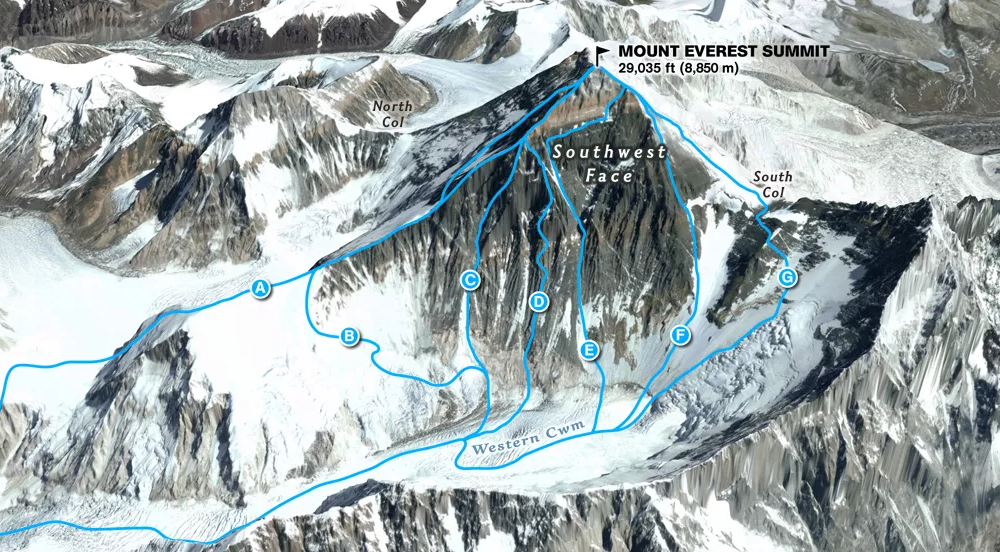 MOUNT EVEREST SUMMIT
29,035 ft (8,850 m)
North
Col
Southwest
Face
South
Col
A
B
C
D
E
F
G
Western Cwm